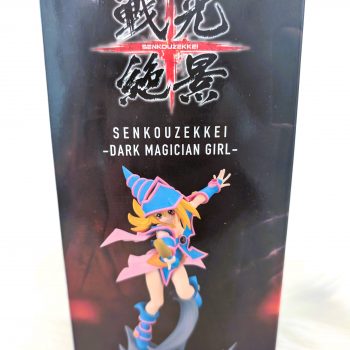 戦光
SENKOUZEKKEI
絶景
SENKOUZEKKEI
-DARK MAGICIAN GIRL-